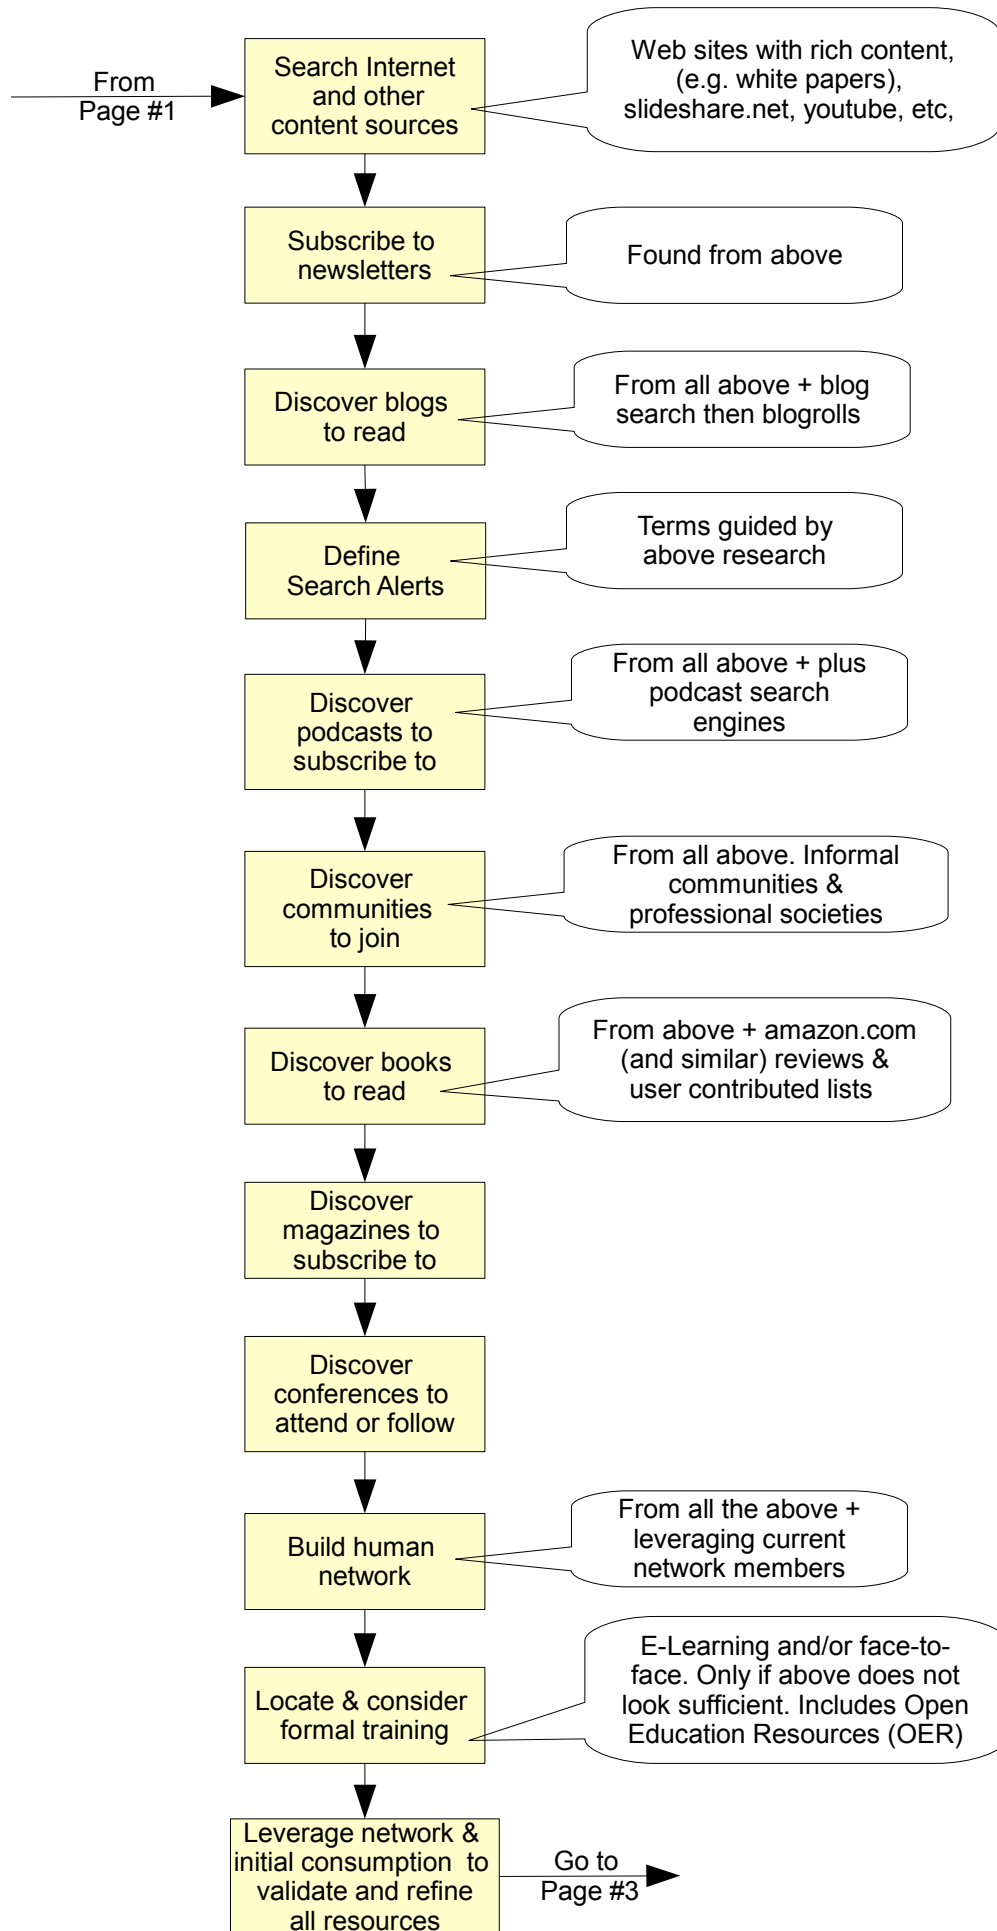 From
Page #1
Search Internet
and other
content sources
Web sites with rich content,
(e.g. white papers),
slideshare.net, youtube, etc,
Subscribe to
newsletters
Found from above
Discover blogs
to read
From all above + blog
search then blogrolls
Define
Search Alerts
Terms guided by
above research
Discover
podcasts to
subscribe to
From all above + plus
podcast search
engines
Discover
communities
to join
From all above. Informal
communities &
professional societies
Discover books
to read
From above + amazon.com
(and similar) reviews &
user contributed lists
Discover
magazines to
subscribe to
Discover
conferences to
attend or follow
Build human
network
From all the above +
leveraging current
network members
Locate & consider
formal training
E-Learning and/or face-to-
face. Only if above does not
look sufficient. Includes Open
Education Resources (OER)
Leverage network &
initial consumption to
validate and refine
all resources
Go to
Page #3